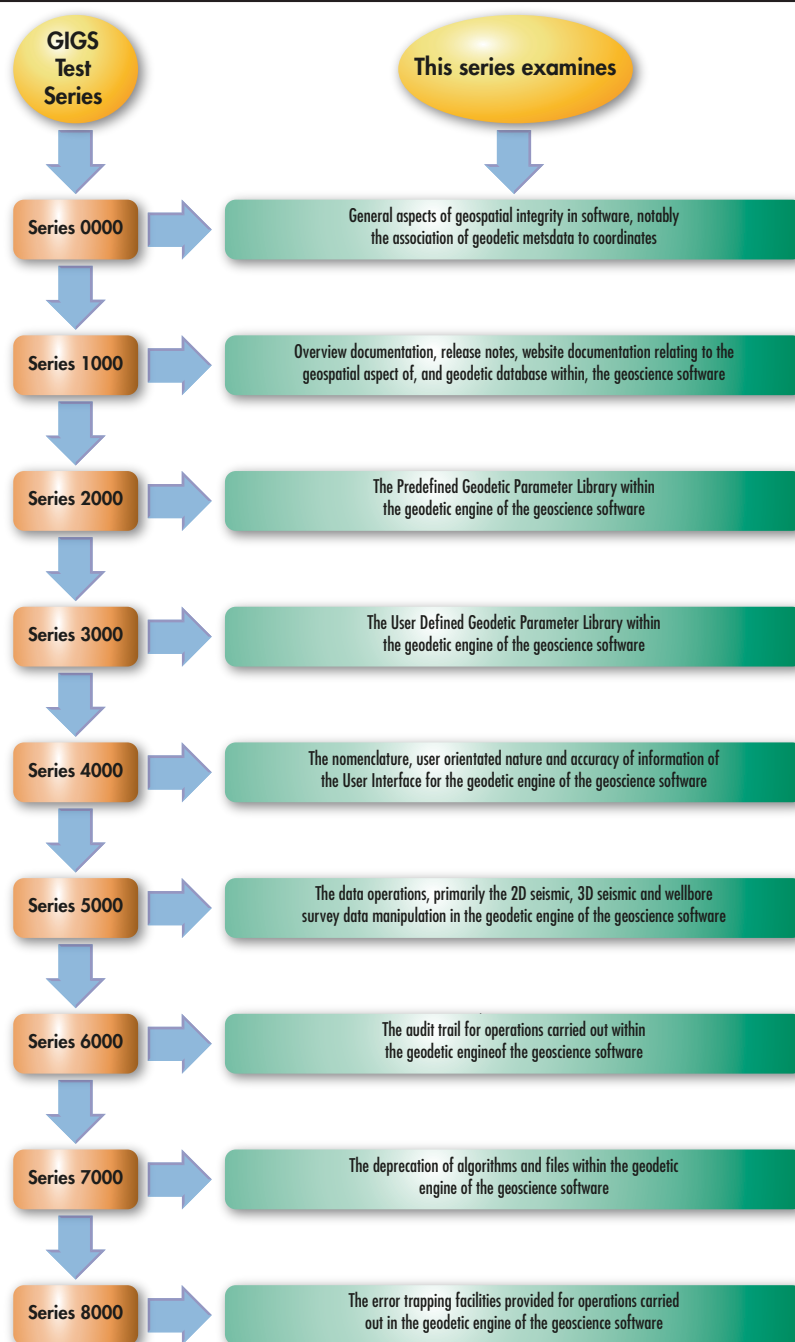 GIGS
Test
Series
This series examines
Series 0000
General aspects of geospatial integrity in software, notably
the association of geodetic metsdata to coordinates
Series 1000
Overview documentation, release notes, website documentation relating to the
geospatial aspect of, and geodetic database within, the geoscience software
Series 2000
The Predefined Geodetic Parameter Library within
the geodetic engine of the geoscience software
Series 3000
The User Defined Geodetic Parameter Library within
the geodetic engine of the geoscience software
Series 4000
The nomenclature, user orientated nature and accuracy of information of
the User Interface for the geodetic engine of the geoscience software
Series 5000
The data operations, primarily the 2D seismic, 3D seismic and wellbore
survey data manipulation in the geodetic engine of the geoscience software
Series 6000
The audit trail for operations carried out within
the geodetic engineof the geoscience software
Series 7000
The deprecation of algorithms and files within the geodetic
engine of the geoscience software
Series 8000
The error trapping facilities provided for operations carried
out in the geodetic engine of the geoscience software